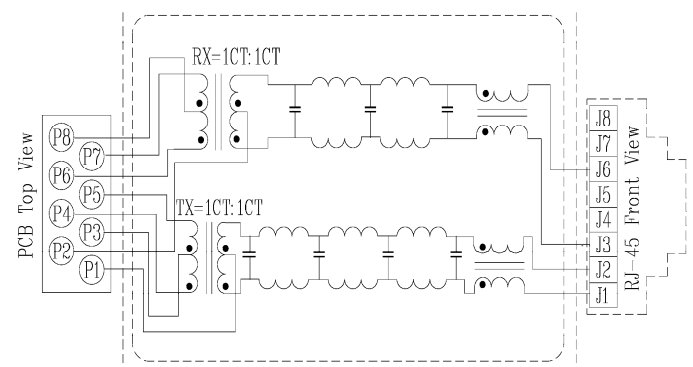 RX=1CT:1CT
PCB Top View
P8
P7
P6
P5
P4
P3
P2
P1
TX=1CT:1CT
J8
J7
J6
J5
J4
J3
J2
J1
RJ-45 Front View